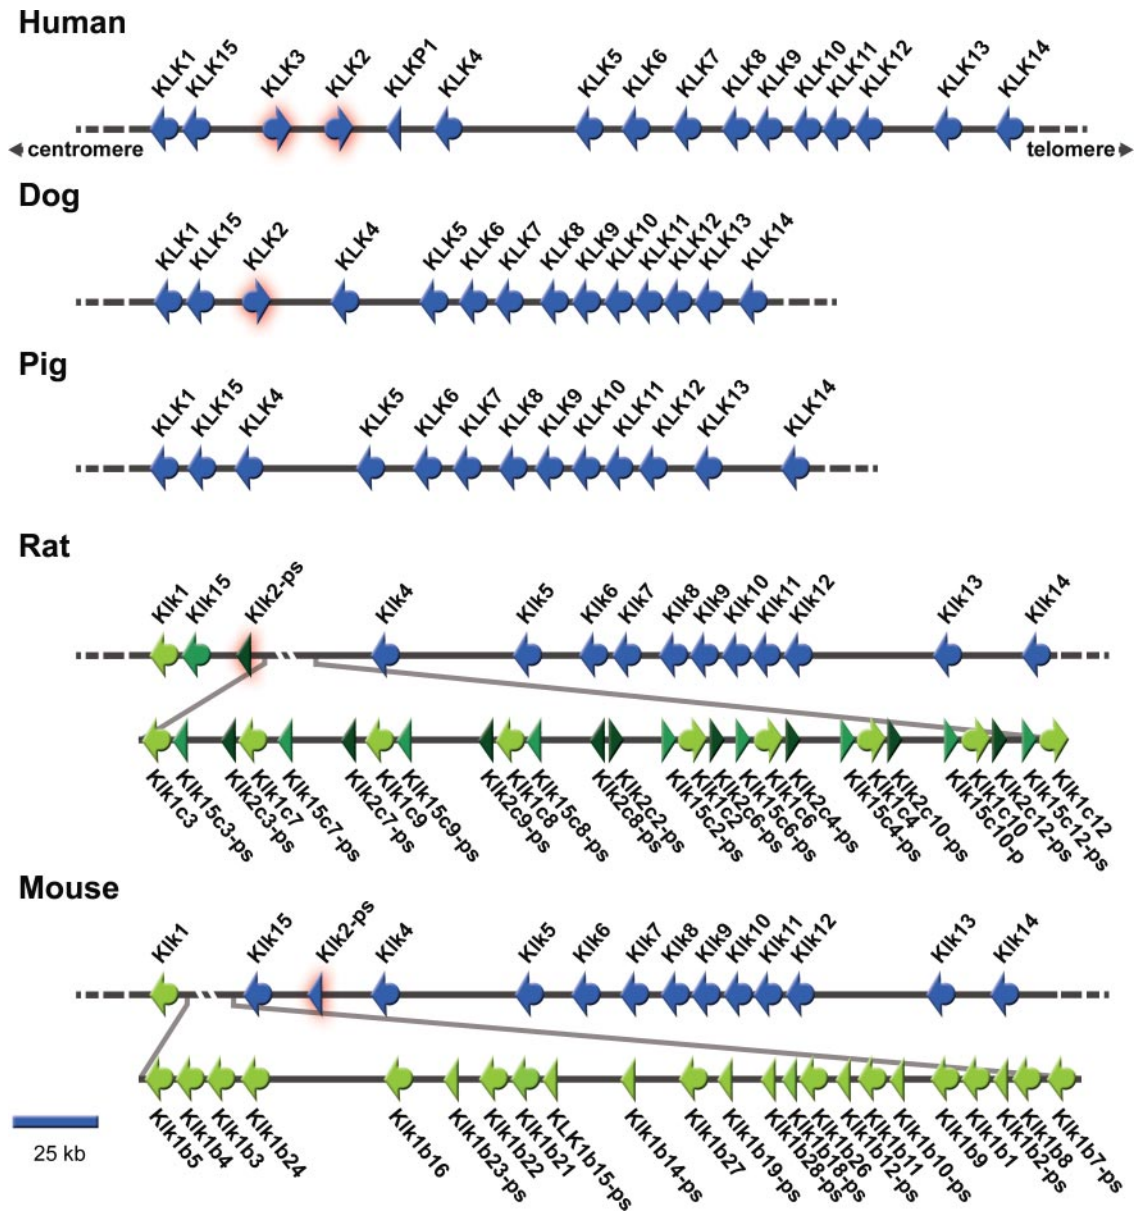 Human
KLK1 KLK15 KLK3 KLK2 KLKP1 KLK4 KLK5 KLK6 KLK7 KLK8 KLK9 KLK10 KLK11 KLK12 KLK13 KLK14
centromere telomere
Dog
KLK1 KLK15 KLK2 KLK4 KLK5 KLK6 KLK7 KLK8 KLK9 KLK10 KLK11 KLK12 KLK13 KLK14
Pig
KLK1 KLK15 KLK4 KLK5 KLK6 KLK7 KLK8 KLK9 KLK10 KLK11 KLK12 KLK13 KLK14
Rat
Klk1 Klk15 Klk2-ps Klk4 Klk5 Klk6 Klk7 Klk8 Klk9 Klk10 Klk11 Klk12 Klk13 Klk14
Klk1c3 Klk15c3-ps Klk2c3-ps Klk1c7 Klk15c7-ps Klk2c7-ps Klk1c9 Klk15c9-ps Klk2c9-ps Klk1c8 Klk15c8-ps Klk2c8-ps Klk2c2-ps Klk15c2-ps Klk1c2 Klk2c6-ps Klk15c6-ps Klk1c6 Klk2c4-ps Klk15c4-ps Klk1c4 Klk2c10-ps Klk15c10-p Klk1c10 Klk2c12-ps Klk15c12-ps Klk1c12
Mouse
Klk1 Klk15 Klk2-ps Klk4 Klk5 Klk6 Klk7 Klk8 Klk9 Klk10 Klk11 Klk12 Klk13 Klk14
Klk1b5 Klk1b4 Klk1b3 Klk1b24 Klk1b16 Klk1b23-ps Klk1b22 Klk1b21 KLK1b15-ps Klk1b14-ps Klk1b27 Klk1b19-ps Klk1b28-ps Klk1b18-ps Klk1b26 Klk1b12-ps Klk1b11 Klk1b10-ps Klk1b9 Klk1b1 Klk1b2-ps Klk1b8 Klk1b7-ps
25 kb